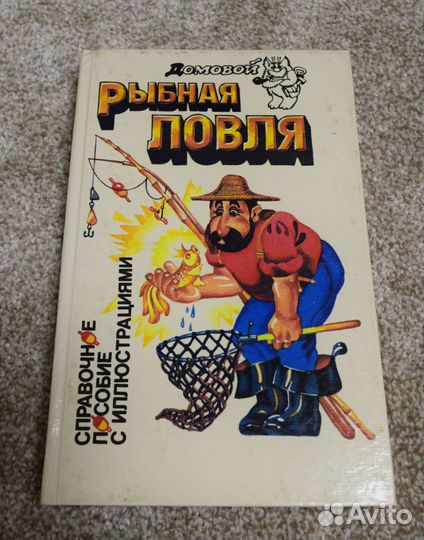 Домовой
РЫБНАЯ
ЛОВЛЯ
СПРАВОЧНОЕ
ПОСОБИЕ
С ИЛЛЮСТРАЦИЯМИ
Avito